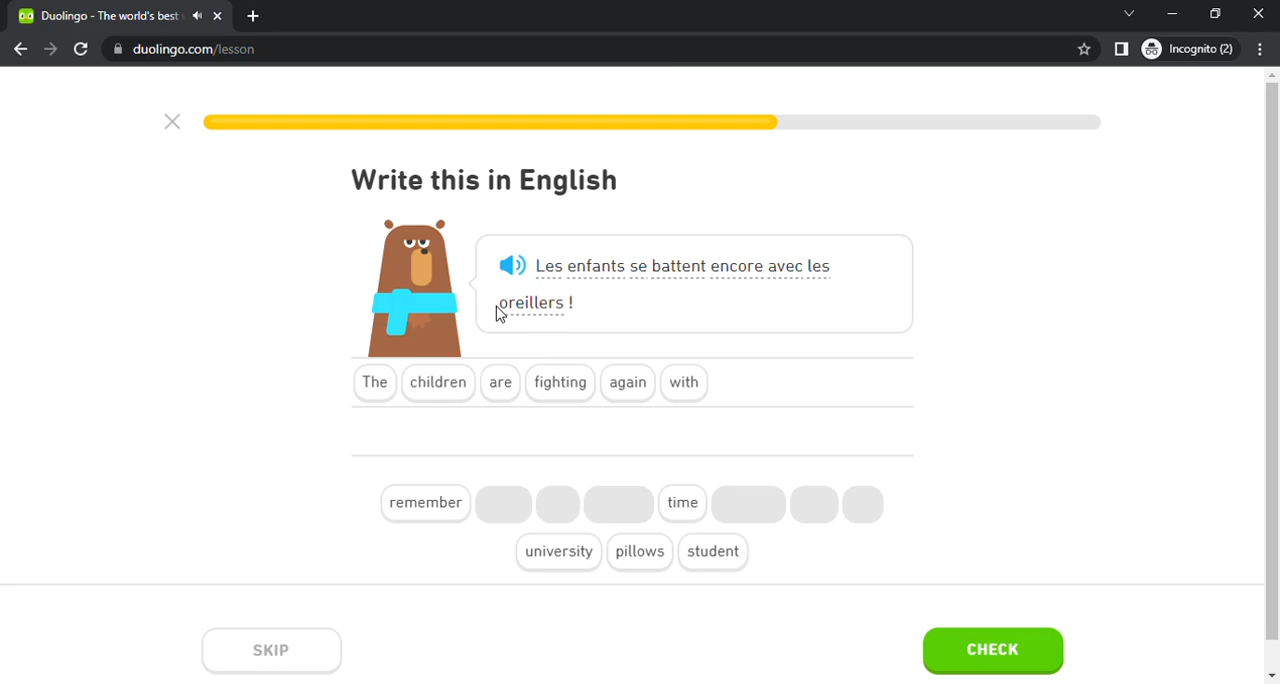 Duolingo - The world's best
duolingo.com/lesson
Incognito (2)
Write this in English
Les enfants se battent encore avec les
oreillers !
The children are fighting again with
remember time
university pillows student
SKIP
CHECK